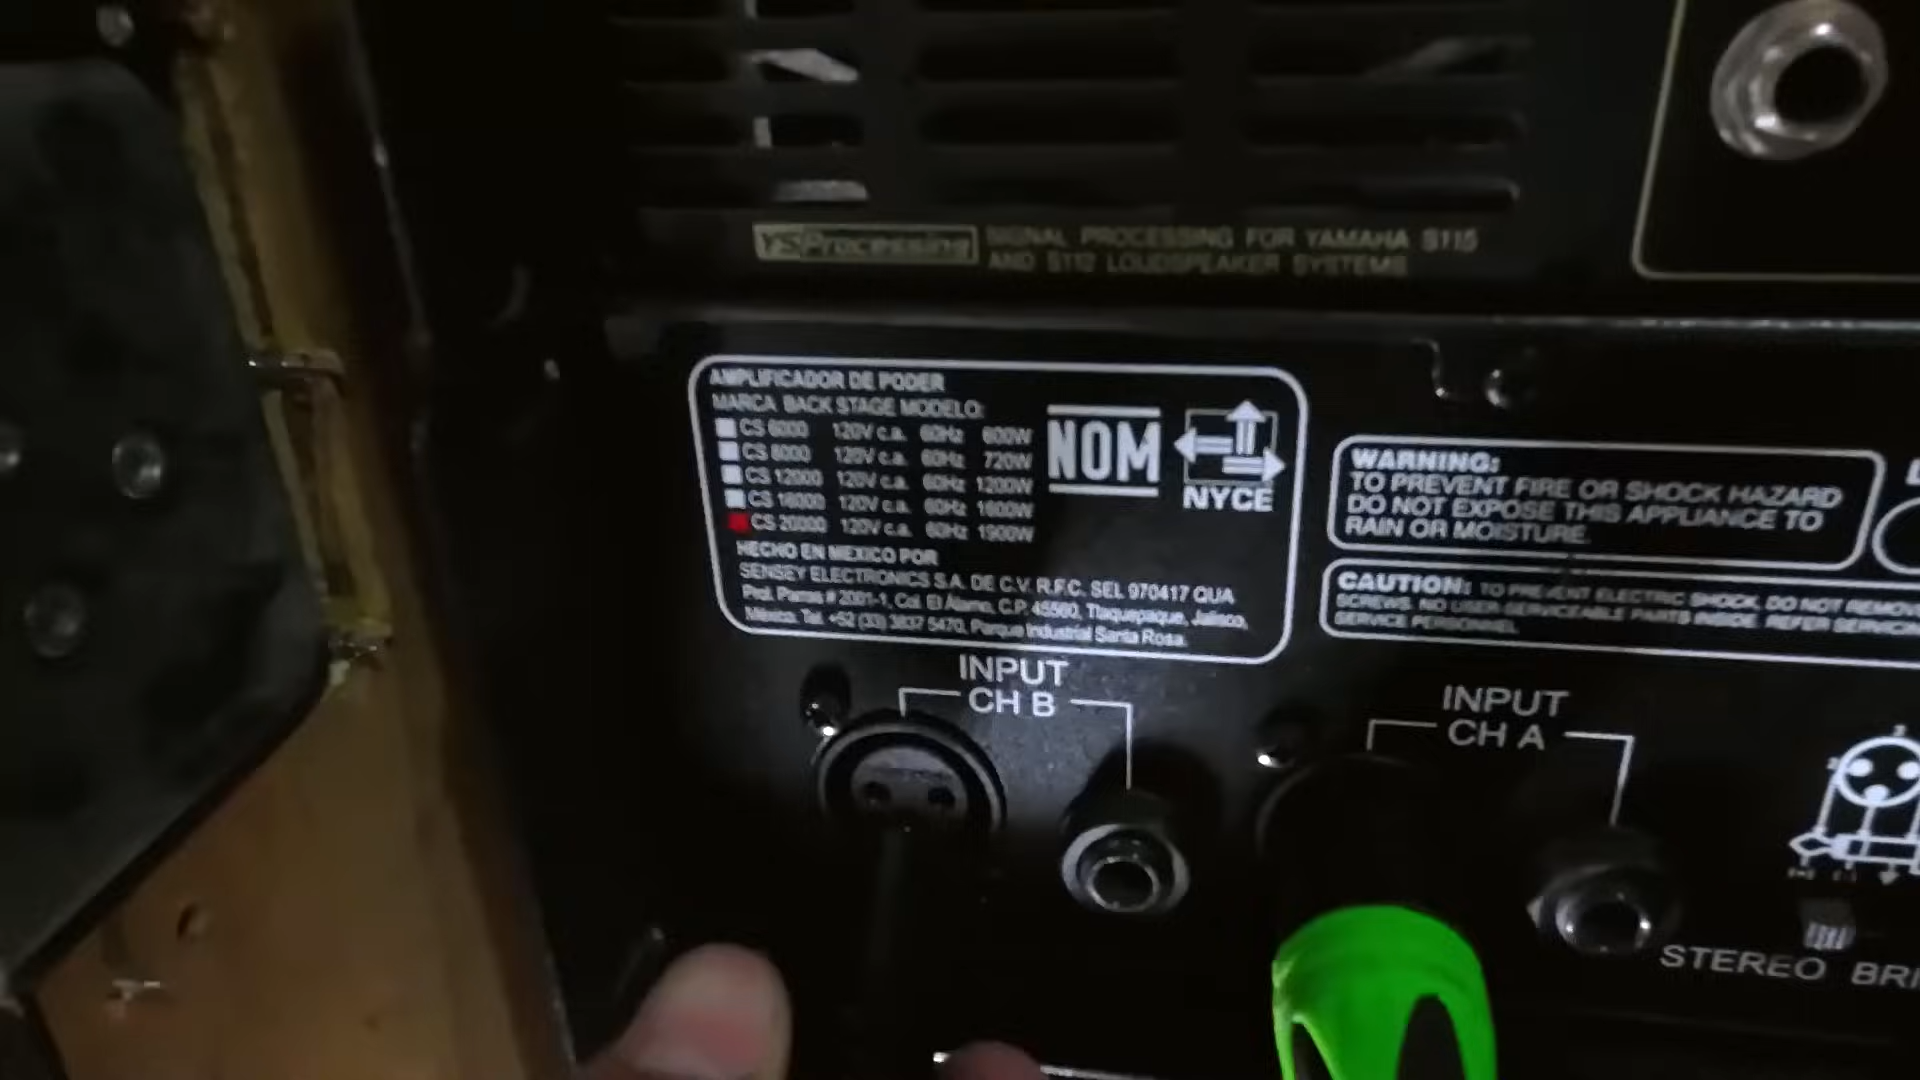 YSProcessing SIGNAL PROCESSING FOR YAMAHA S115
AND S112 LOUDSPEAKER SYSTEMS
AMPLIFICADOR DE PODER
MARCA BACK STAGE MODELO:
CS 6000 120V c.a. 60Hz 600W
CS 8000 120V c.a. 60Hz 720W
CS 12000 120V c.a. 60Hz 1200W
CS 16000 120V c.a. 60Hz 1600W
CS 20000 120V c.a. 60Hz 1900W
NOM
NYCE
HECHO EN MEXICO POR
SENSEY ELECTRONICS S.A. DE C.V. R.F.C. SEL 970417 QUA
Prol. Parras # 2001-1, Col. El Álamo, C.P. 45560, Tlaquepaque, Jalisco,
México. Tel. +52 (33) 3837 5470, Parque Industrial Santa Rosa.
WARNING:
TO PREVENT FIRE OR SHOCK HAZARD
DO NOT EXPOSE THIS APPLIANCE TO
RAIN OR MOISTURE.
CAUTION: TO PREVENT ELECTRIC SHOCK, DO NOT REMOVE
SCREWS. NO USER-SERVICEABLE PARTS INSIDE. REFER SERVICING
SERVICE PERSONNEL
INPUT
CH B
INPUT
CH A
STEREO BRI